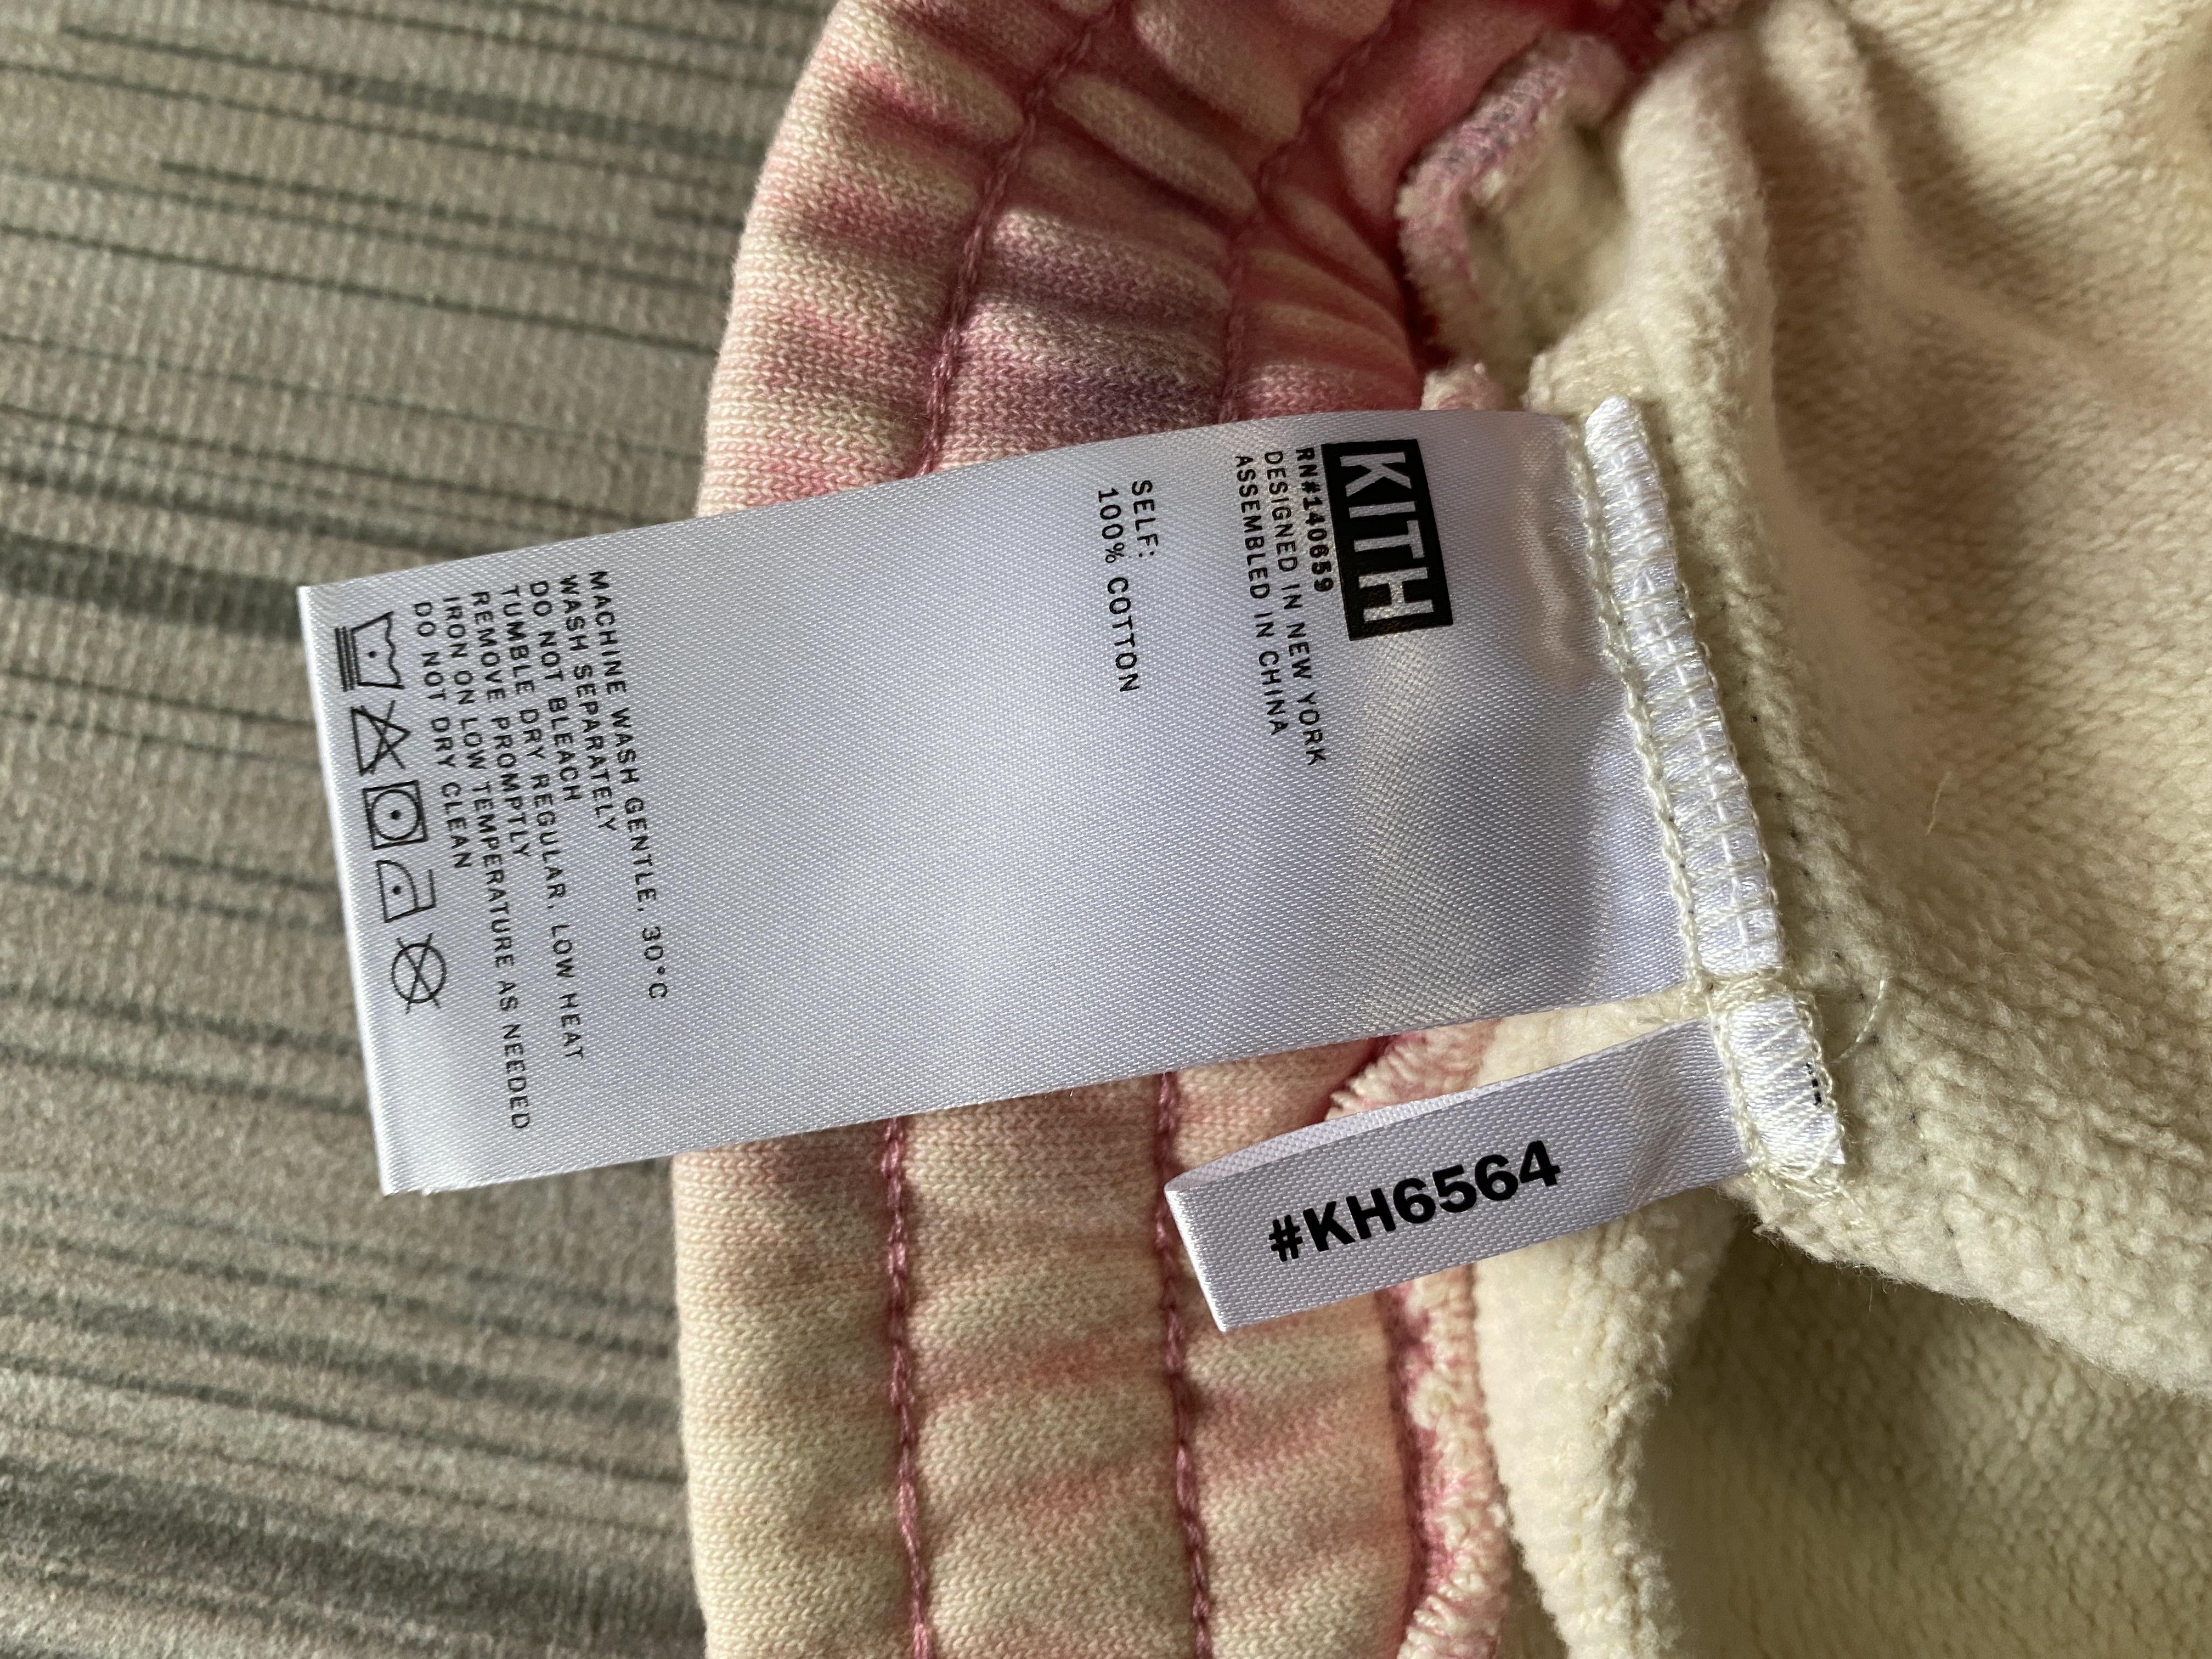 KITH
RN#140659
DESIGNED IN NEW YORK
ASSEMBLED IN CHINA
SELF:
100% COTTON
MACHINE WASH GENTLE, 30°C
WASH SEPARATELY
DO NOT BLEACH
TUMBLE DRY REGULAR, LOW HEAT
REMOVE PROMPTLY
IRON ON LOW TEMPERATURE AS NEEDED
DO NOT DRY CLEAN
#KH6564